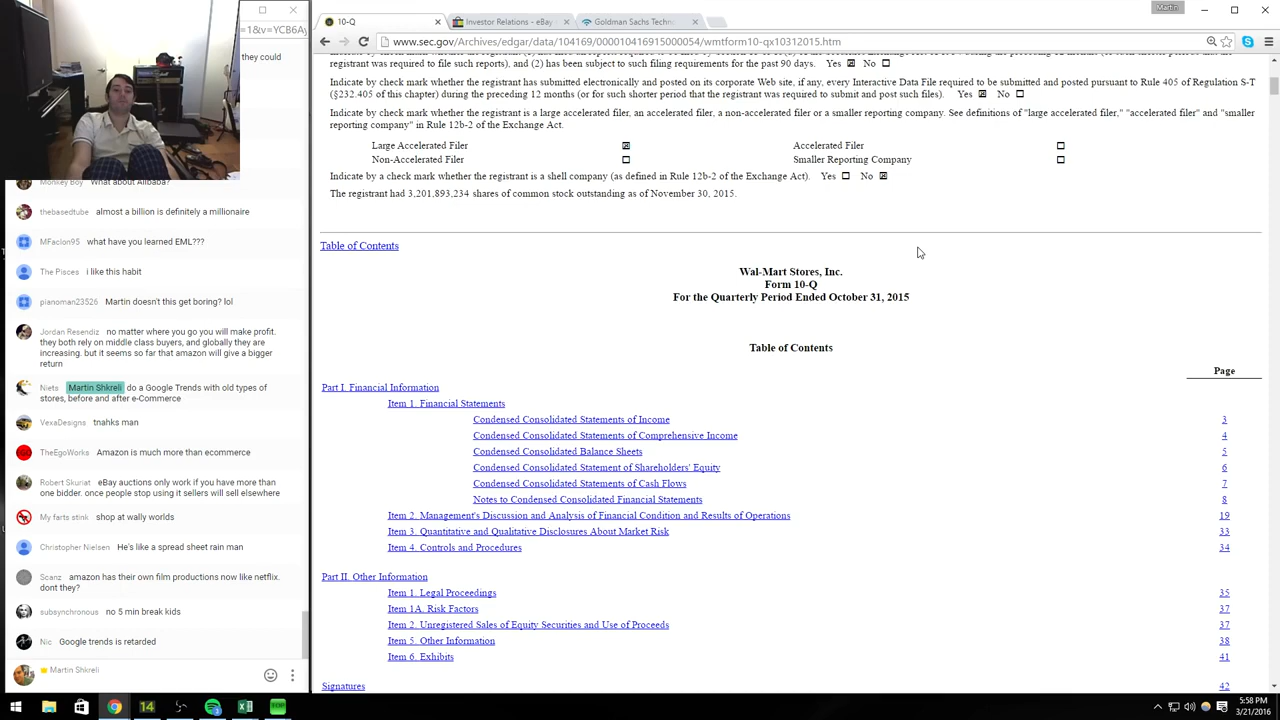 Martin
10-Q
Investor Relations - eBay
Goldman Sachs Techn
=1&v=YCB6Ay
www.sec.gov/Archives/edgar/data/104169/000010416915000054/wmtform10-qx10312015.htm
they could
Monkey Boy What about Alibaba?
thebasedtube almost a billion is definitely a millionaire
MFaclon95 what have you learned EML???
The Pisces i like this habit
pianoman23526 Martin doesn't this get boring? lol
Jordan Resendiz no matter where you go you will make profit.
they both rely on middle class buyers, and globally they are
increasing. but it seems so far that amazon will give a bigger
return
Niets Martin Shkreli do a Google Trends with old types of
stores, before and after e-Commerce
VexaDesigns tnahks man
TheEgoWorks Amazon is much more than ecommerce
Robert Skuriat eBay auctions only work if you have more than
one bidder. once people stop using it sellers will sell elsewhere
My farts stink shop at wally worlds
Christopher Nielsen He's like a spread sheet rain man
Scanz amazon has their own film productions now like netflix.
dont they?
subsynchronous no 5 min break kids
Nic Google trends is retarded
Martin Shkreli
registrant was required to file such reports), and (2) has been subject to such filing requirements for the past 90 days. Yes ☒ No ☐
Indicate by check mark whether the registrant has submitted electronically and posted on its corporate Web site, if any, every Interactive Data File required to be submitted and posted pursuant to Rule 405 of Regulation S-T
(§232.405 of this chapter) during the preceding 12 months (or for such shorter period that the registrant was required to submit and post such files). Yes ☒ No ☐
Indicate by check mark whether the registrant is a large accelerated filer, an accelerated filer, a non-accelerated filer or a smaller reporting company. See definitions of "large accelerated filer," "accelerated filer" and "smaller
reporting company" in Rule 12b-2 of the Exchange Act.
Large Accelerated Filer ☒ Accelerated Filer ☐
Non-Accelerated Filer ☐ Smaller Reporting Company ☐
Indicate by a check mark whether the registrant is a shell company (as defined in Rule 12b-2 of the Exchange Act). Yes ☐ No ☒
The registrant had 3,201,893,234 shares of common stock outstanding as of November 30, 2015.
Table of Contents
Wal-Mart Stores, Inc.
Form 10-Q
For the Quarterly Period Ended October 31, 2015
Table of Contents
Page
Part I. Financial Information
Item 1. Financial Statements
Condensed Consolidated Statements of Income 3
Condensed Consolidated Statements of Comprehensive Income 4
Condensed Consolidated Balance Sheets 5
Condensed Consolidated Statement of Shareholders' Equity 6
Condensed Consolidated Statements of Cash Flows 7
Notes to Condensed Consolidated Financial Statements 8
Item 2. Management's Discussion and Analysis of Financial Condition and Results of Operations 19
Item 3. Quantitative and Qualitative Disclosures About Market Risk 33
Item 4. Controls and Procedures 34
Part II. Other Information
Item 1. Legal Proceedings 35
Item 1A. Risk Factors 37
Item 2. Unregistered Sales of Equity Securities and Use of Proceeds 37
Item 5. Other Information 38
Item 6. Exhibits 41
Signatures 42
14
5:58 PM
3/21/2016